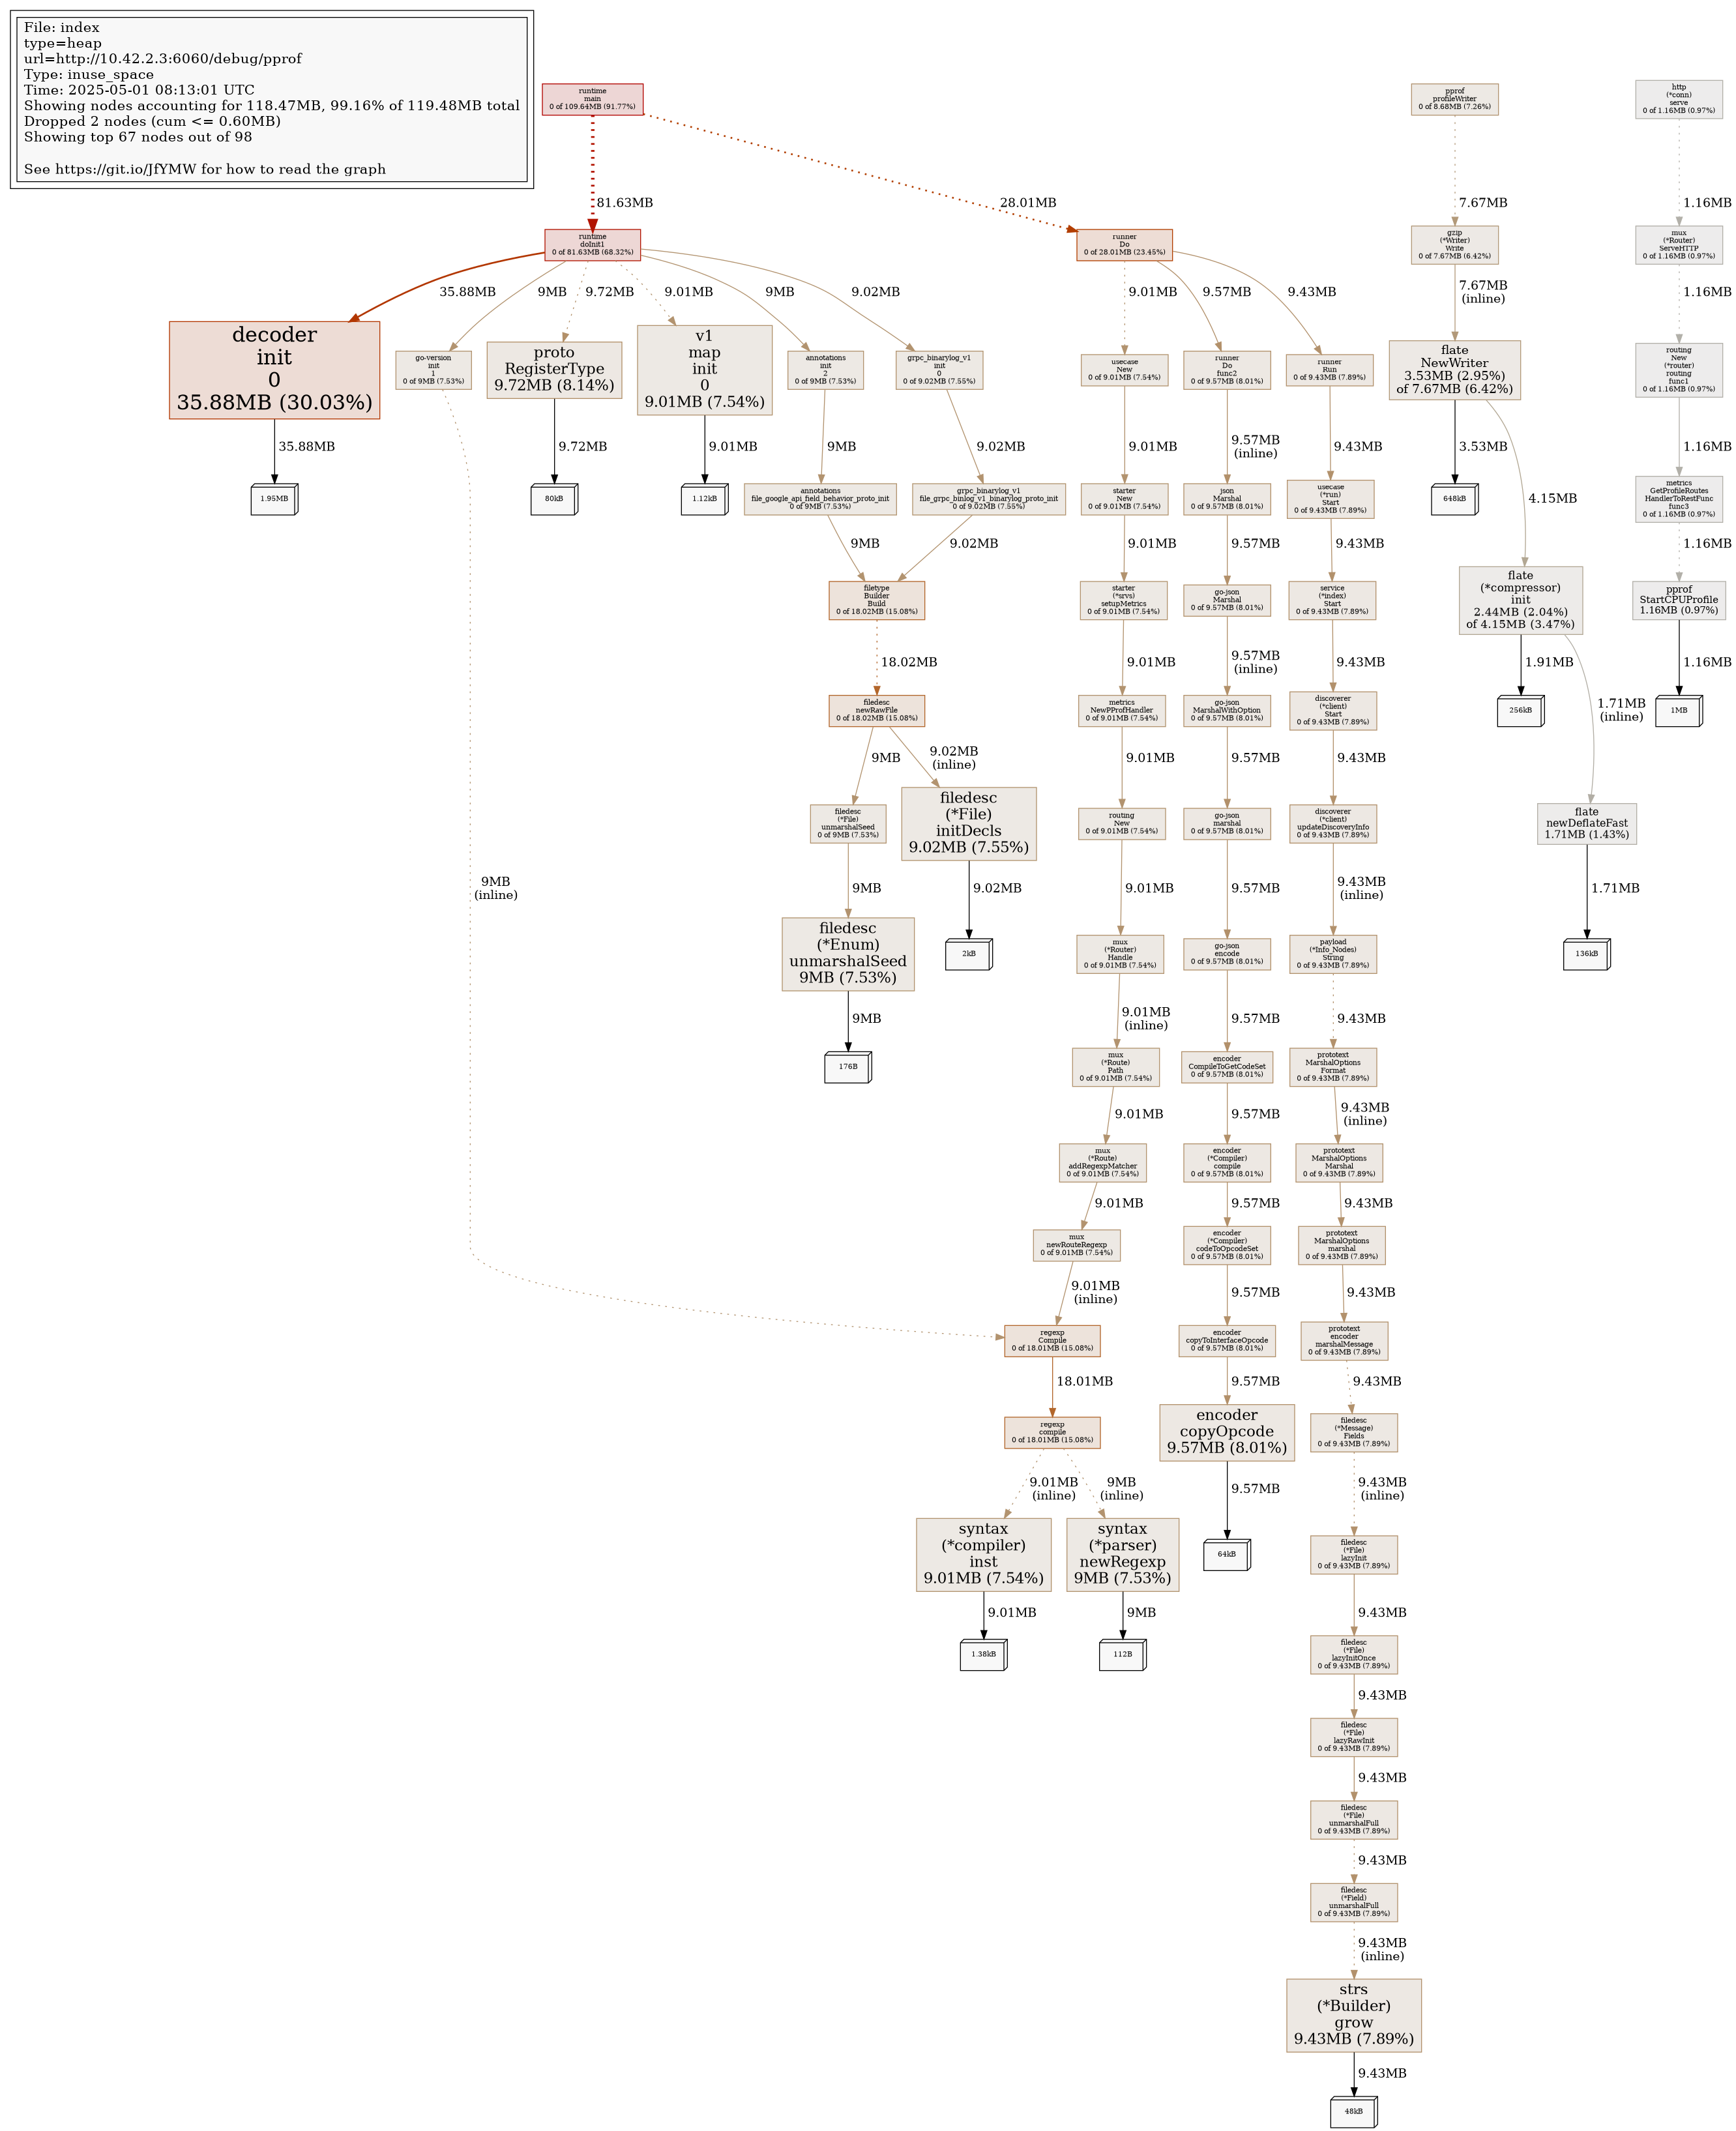 File: index
type=heap
url=http://10.42.2.3:6060/debug/pprof
Type: inuse_space
Time: 2025-05-01 08:13:01 UTC
Showing nodes accounting for 118.47MB, 99.16% of 119.48MB total
Dropped 2 nodes (cum <= 0.60MB)
Showing top 67 nodes out of 98
See https://git.io/JfYMW for how to read the graph
runtime
main
0 of 109.64MB (91.77%)
pprof
profileWriter
0 of 8.68MB (7.26%)
http
(*conn)
serve
0 of 1.16MB (0.97%)
81.63MB
28.01MB
7.67MB
1.16MB
runtime
doInit1
0 of 81.63MB (68.32%)
runner
Do
0 of 28.01MB (23.45%)
gzip
(*Writer)
Write
0 of 7.67MB (6.42%)
mux
(*Router)
ServeHTTP
0 of 1.16MB (0.97%)
35.88MB
9MB
9.72MB
9.01MB
9MB
9.02MB
9.01MB
9.57MB
9.43MB
7.67MB
(inline)
1.16MB
decoder
init
0
35.88MB (30.03%)
go-version
init
1
0 of 9MB (7.53%)
proto
RegisterType
9.72MB (8.14%)
v1
map
init
0
9.01MB (7.54%)
annotations
init
2
0 of 9MB (7.53%)
grpc_binarylog_v1
init
0
0 of 9.02MB (7.55%)
usecase
New
0 of 9.01MB (7.54%)
runner
Do
func2
0 of 9.57MB (8.01%)
runner
Run
0 of 9.43MB (7.89%)
flate
NewWriter
3.53MB (2.95%)
of 7.67MB (6.42%)
routing
New
(*router)
routing
func1
0 of 1.16MB (0.97%)
35.88MB
9.72MB
9.01MB
9MB
9.02MB
9.01MB
9.57MB
(inline)
9.43MB
3.53MB
1.16MB
1.95MB
80kB
1.12kB
annotations
file_google_api_field_behavior_proto_init
0 of 9MB (7.53%)
grpc_binarylog_v1
file_grpc_binlog_v1_binarylog_proto_init
0 of 9.02MB (7.55%)
starter
New
0 of 9.01MB (7.54%)
json
Marshal
0 of 9.57MB (8.01%)
usecase
(*run)
Start
0 of 9.43MB (7.89%)
648kB
4.15MB
metrics
GetProfileRoutes
HandlerToRestFunc
func3
0 of 1.16MB (0.97%)
9MB
9.02MB
9.01MB
9.57MB
9.43MB
1.16MB
filetype
Builder
Build
0 of 18.02MB (15.08%)
starter
(*srvs)
setupMetrics
0 of 9.01MB (7.54%)
go-json
Marshal
0 of 9.57MB (8.01%)
service
(*index)
Start
0 of 9.43MB (7.89%)
flate
(*compressor)
init
2.44MB (2.04%)
of 4.15MB (3.47%)
pprof
StartCPUProfile
1.16MB (0.97%)
18.02MB
9.01MB
9.57MB
(inline)
9.43MB
1.91MB
1.16MB
filedesc
newRawFile
0 of 18.02MB (15.08%)
metrics
NewPProfHandler
0 of 9.01MB (7.54%)
go-json
MarshalWithOption
0 of 9.57MB (8.01%)
discoverer
(*client)
Start
0 of 9.43MB (7.89%)
256kB
1.71MB
(inline)
1MB
9MB
9.02MB
(inline)
9.01MB
9.57MB
9.43MB
filedesc
(*File)
unmarshalSeed
0 of 9MB (7.53%)
filedesc
(*File)
initDecls
9.02MB (7.55%)
routing
New
0 of 9.01MB (7.54%)
go-json
marshal
0 of 9.57MB (8.01%)
discoverer
(*client)
updateDiscoveryInfo
0 of 9.43MB (7.89%)
flate
newDeflateFast
1.71MB (1.43%)
9MB
(inline)
9MB
9.02MB
9.01MB
9.57MB
9.43MB
(inline)
1.71MB
filedesc
(*Enum)
unmarshalSeed
9MB (7.53%)
2kB
mux
(*Router)
Handle
0 of 9.01MB (7.54%)
go-json
encode
0 of 9.57MB (8.01%)
payload
(*Info_Nodes)
String
0 of 9.43MB (7.89%)
136kB
9MB
9.01MB
(inline)
9.57MB
9.43MB
176B
mux
(*Route)
Path
0 of 9.01MB (7.54%)
encoder
CompileToGetCodeSet
0 of 9.57MB (8.01%)
prototext
MarshalOptions
Format
0 of 9.43MB (7.89%)
9.01MB
9.57MB
9.43MB
(inline)
mux
(*Route)
addRegexpMatcher
0 of 9.01MB (7.54%)
encoder
(*Compiler)
compile
0 of 9.57MB (8.01%)
prototext
MarshalOptions
Marshal
0 of 9.43MB (7.89%)
9.01MB
9.57MB
9.43MB
mux
newRouteRegexp
0 of 9.01MB (7.54%)
encoder
(*Compiler)
codeToOpcodeSet
0 of 9.57MB (8.01%)
prototext
MarshalOptions
marshal
0 of 9.43MB (7.89%)
9.01MB
(inline)
9.57MB
9.43MB
regexp
Compile
0 of 18.01MB (15.08%)
encoder
copyToInterfaceOpcode
0 of 9.57MB (8.01%)
prototext
encoder
marshalMessage
0 of 9.43MB (7.89%)
18.01MB
9.57MB
9.43MB
regexp
compile
0 of 18.01MB (15.08%)
encoder
copyOpcode
9.57MB (8.01%)
filedesc
(*Message)
Fields
0 of 9.43MB (7.89%)
9.01MB
(inline)
9MB
(inline)
9.57MB
9.43MB
(inline)
syntax
(*compiler)
inst
9.01MB (7.54%)
syntax
(*parser)
newRegexp
9MB (7.53%)
64kB
filedesc
(*File)
lazyInit
0 of 9.43MB (7.89%)
9.01MB
9MB
9.43MB
1.38kB
112B
filedesc
(*File)
lazyInitOnce
0 of 9.43MB (7.89%)
9.43MB
filedesc
(*File)
lazyRawInit
0 of 9.43MB (7.89%)
9.43MB
filedesc
(*File)
unmarshalFull
0 of 9.43MB (7.89%)
9.43MB
filedesc
(*Field)
unmarshalFull
0 of 9.43MB (7.89%)
9.43MB
(inline)
strs
(*Builder)
grow
9.43MB (7.89%)
9.43MB
48kB